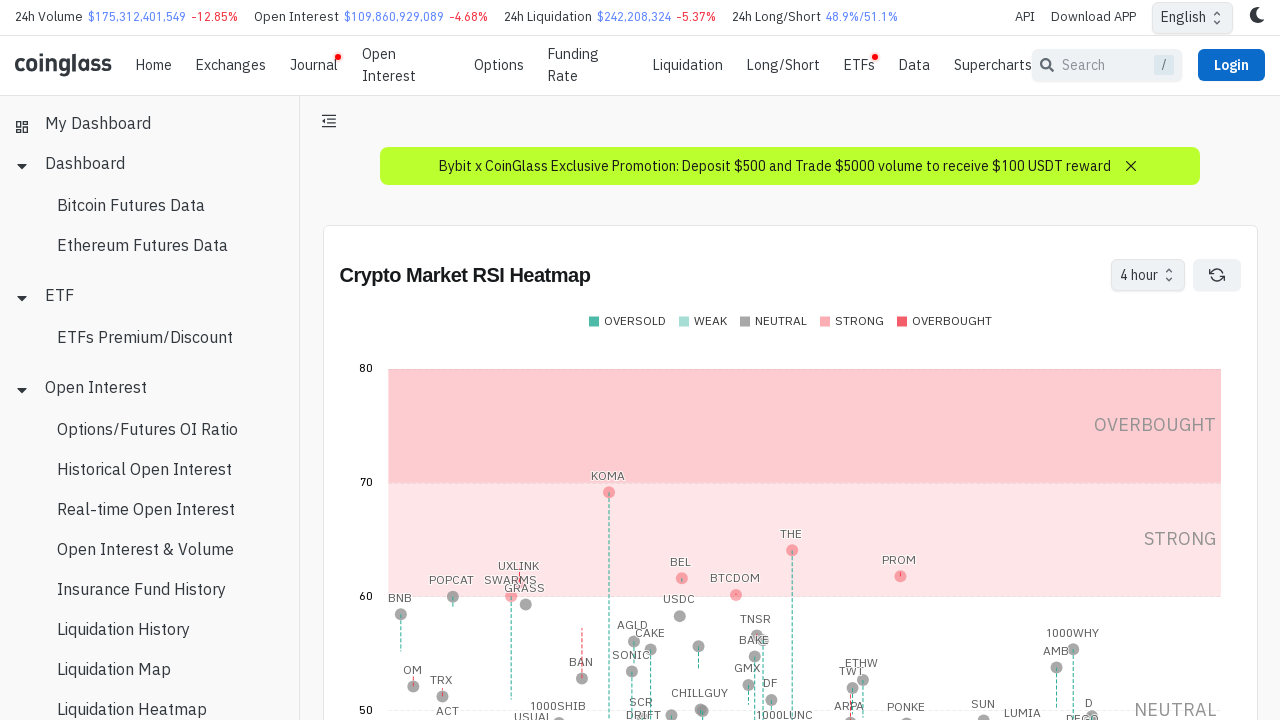 24h Volume $175,312,401,549 -12.85% Open Interest $109,860,929,089 -4.68% 24h Liquidation $242,208,324 -5.37% 24h Long/Short 48.9%/51.1% API Download APP English
coinglass Home Exchanges Journal Open Interest Options Funding Rate Liquidation Long/Short ETFs Data Supercharts Search / Login
My Dashboard
Dashboard
Bitcoin Futures Data
Ethereum Futures Data
ETF
ETFs Premium/Discount
Open Interest
Options/Futures OI Ratio
Historical Open Interest
Real-time Open Interest
Open Interest & Volume
Insurance Fund History
Liquidation History
Liquidation Map
Liquidation Heatmap
Bybit x CoinGlass Exclusive Promotion: Deposit $500 and Trade $5000 volume to receive $100 USDT reward
Crypto Market RSI Heatmap
4 hour
OVERSOLD WEAK NEUTRAL STRONG OVERBOUGHT
80
OVERBOUGHT
70
KOMA
STRONG
THE
PROM
BEL
UXLINK
BTCDOM
POPCAT SWARMS
GRASS
60
BNB
USDC
TNSR
AGLD
CAKE
1000WHY
BAKE
AMB
SONIC
BAN
ETHW
OM
GMX
TWT
TRX
DF
CHILLGUY
SCR
1000SHIB
ARPA
PONKE
SUN
D
50
ACT
USUAL
DRIFT
1000LUNC
LUMIA
NEUTRAL